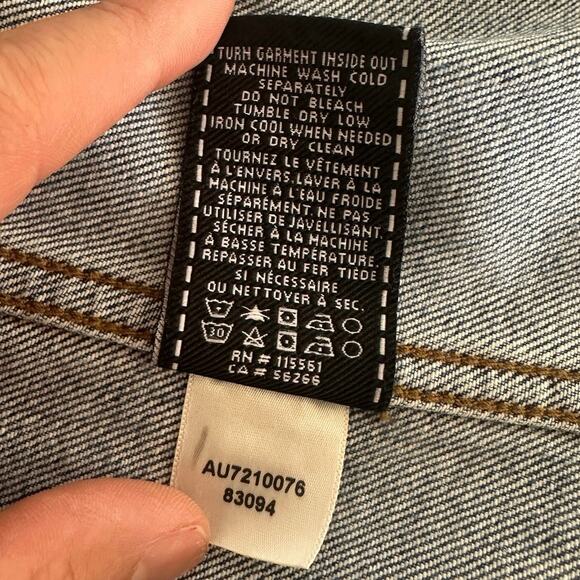 TURN GARMENT INSIDE OUT
MACHINE WASH COLD
SEPARATELY
DO NOT BLEACH
TUMBLE DRY LOW
IRON COOL WHEN NEEDED
OR DRY CLEAN
TOURNEZ LE VÊTEMENT
À L'ENVERS.LAVER À LA
MACHINE À L'EAU FROIDE
SÉPARÉMENT. NE PAS
UTILISER DE JAVELLISANT.
SÉCHER À LA MACHINE
À BASSE TEMPÉRATURE.
REPASSER AU FER TIÈDE
SI NÉCESSAIRE
OU NETTOYER À SEC.
30
RN # 115551
CA # 56266
AU7210076
83094